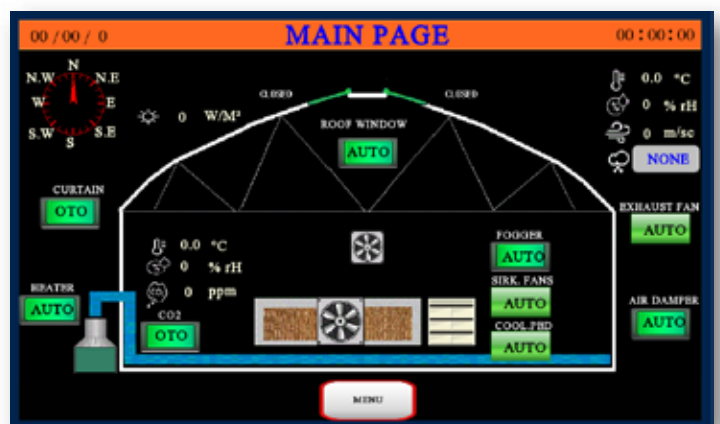 00 / 00 / 0 MAIN PAGE 00:00:00
N
N.W N.E
W E
S.W S.E
S
0 W/M²
CLOSED CLOSED
ROOF WINDOW
AUTO
0.0 °C
0 % rH
0 m/sc
NONE
CURTAIN
OTO
EXHAUST FAN
AUTO
0.0 °C
0 % rH
0 ppm
CO2
CO2
OTO
HEATER
AUTO
FOGGER
AUTO
SIRK. FANS
AUTO
COOL.PED
AUTO
AIR DAMPER
AUTO
MENU